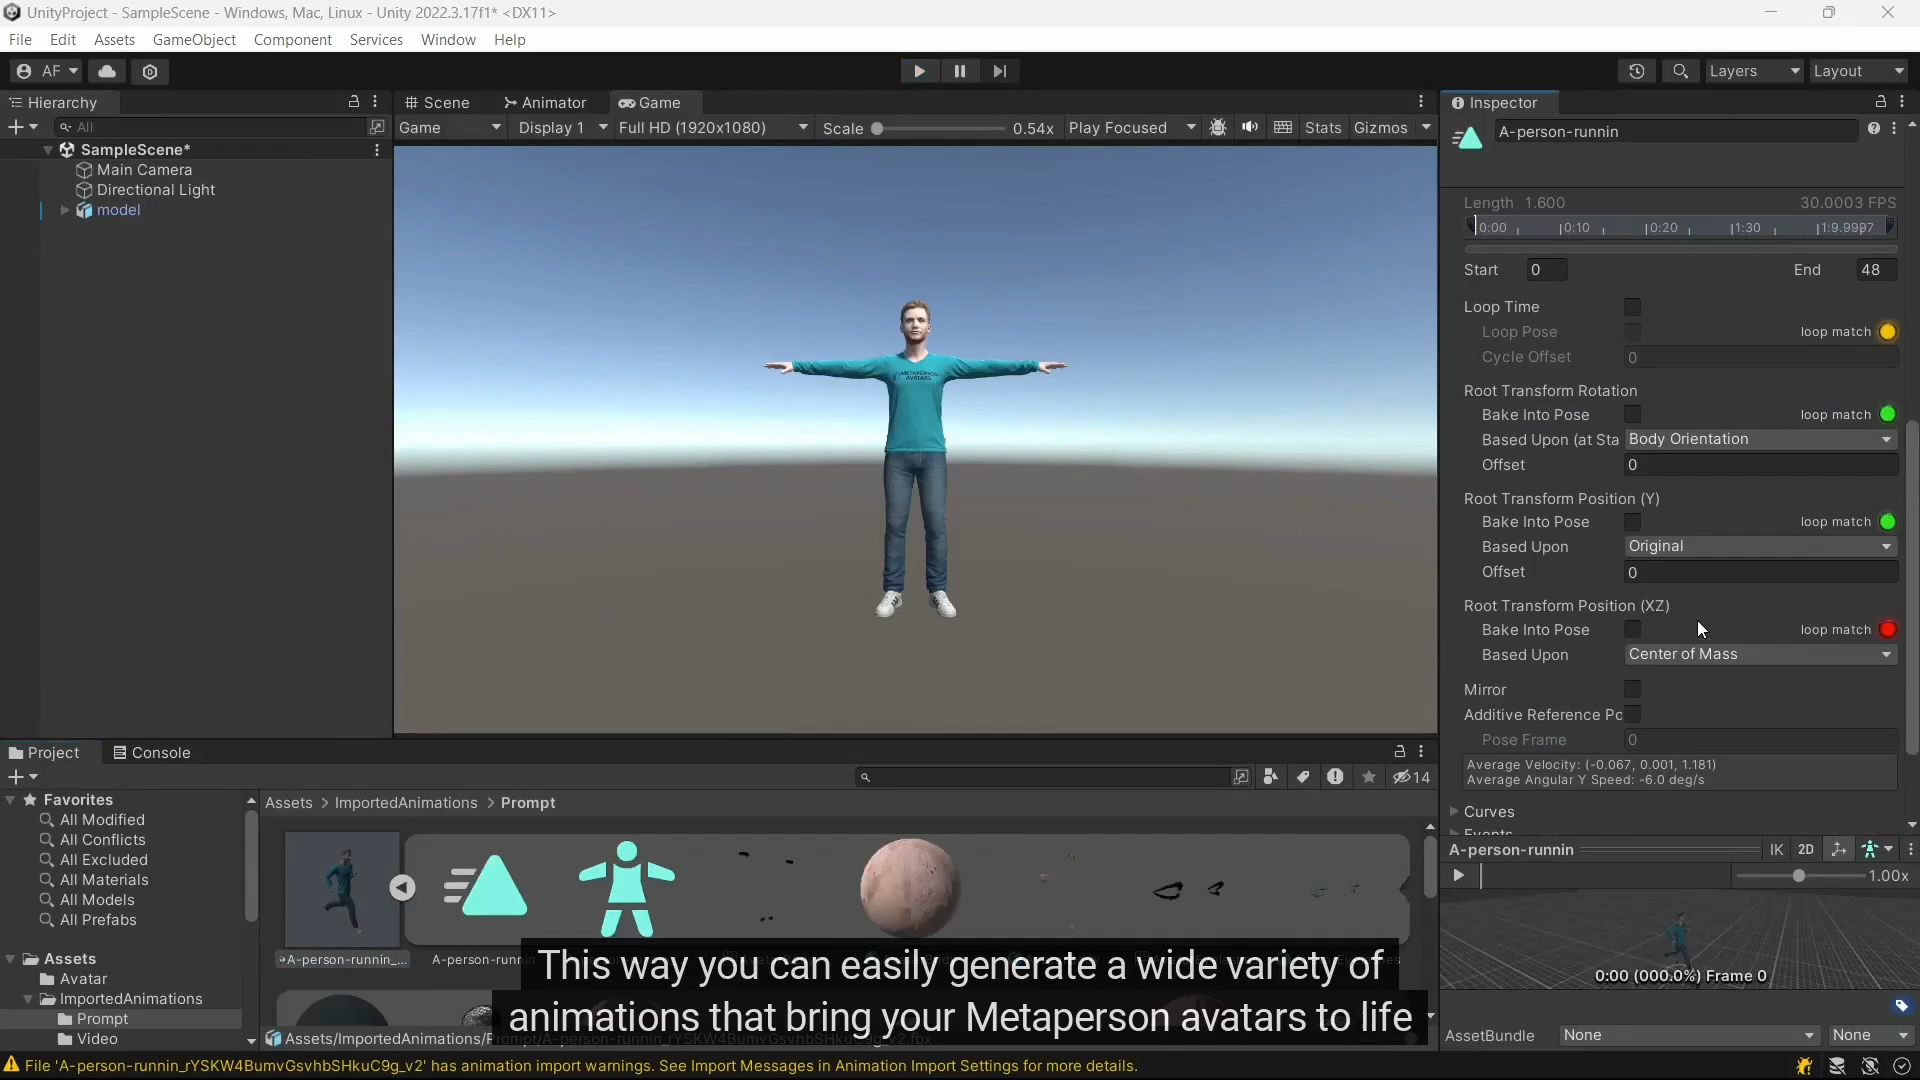 UnityProject - SampleScene - Windows, Mac, Linux - Unity 2022.3.17f1* <DX11>
File Edit Assets GameObject Component Services Window Help
AF
Layers Layout
Hierarchy
All
SampleScene*
Main Camera
Directional Light
model
Scene Animator Game
Game Display 1 Full HD (1920x1080) Scale 0.54x Play Focused Stats Gizmos
METAPERSON
AVATARS
Inspector
A-person-runnin
Length 1.600 30.0003 FPS
0:00 0:10 0:20 1:30 1:9.9997
Start 0 End 48
Loop Time
Loop Pose loop match
Cycle Offset 0
Root Transform Rotation
Bake Into Pose loop match
Based Upon (at Sta Body Orientation
Offset 0
Root Transform Position (Y)
Bake Into Pose loop match
Based Upon Original
Offset 0
Root Transform Position (XZ)
Bake Into Pose loop match
Based Upon Center of Mass
Mirror
Additive Reference Po
Pose Frame 0
Average Velocity: (-0.067, 0.001, 1.181)
Average Angular Y Speed: -6.0 deg/s
Curves
Events
A-person-runnin IK 2D
1.00x
0:00 (000.0%) Frame 0
AssetBundle None None
Project Console
14
Favorites
All Modified
All Conflicts
All Excluded
All Materials
All Models
All Prefabs
Assets
Avatar
ImportedAnimations
Prompt
Video
Assets > ImportedAnimations > Prompt
A-person-runnin_... A-person-runnin
This way you can easily generate a wide variety of
animations that bring your Metaperson avatars to life
Assets/ImportedAnimations/Prompt/A-person-runnin_rYSKW4BumvGsvhbSHkuC9g_v2.fbx
File 'A-person-runnin_rYSKW4BumvGsvhbSHkuC9g_v2' has animation import warnings. See Import Messages in Animation Import Settings for more details.